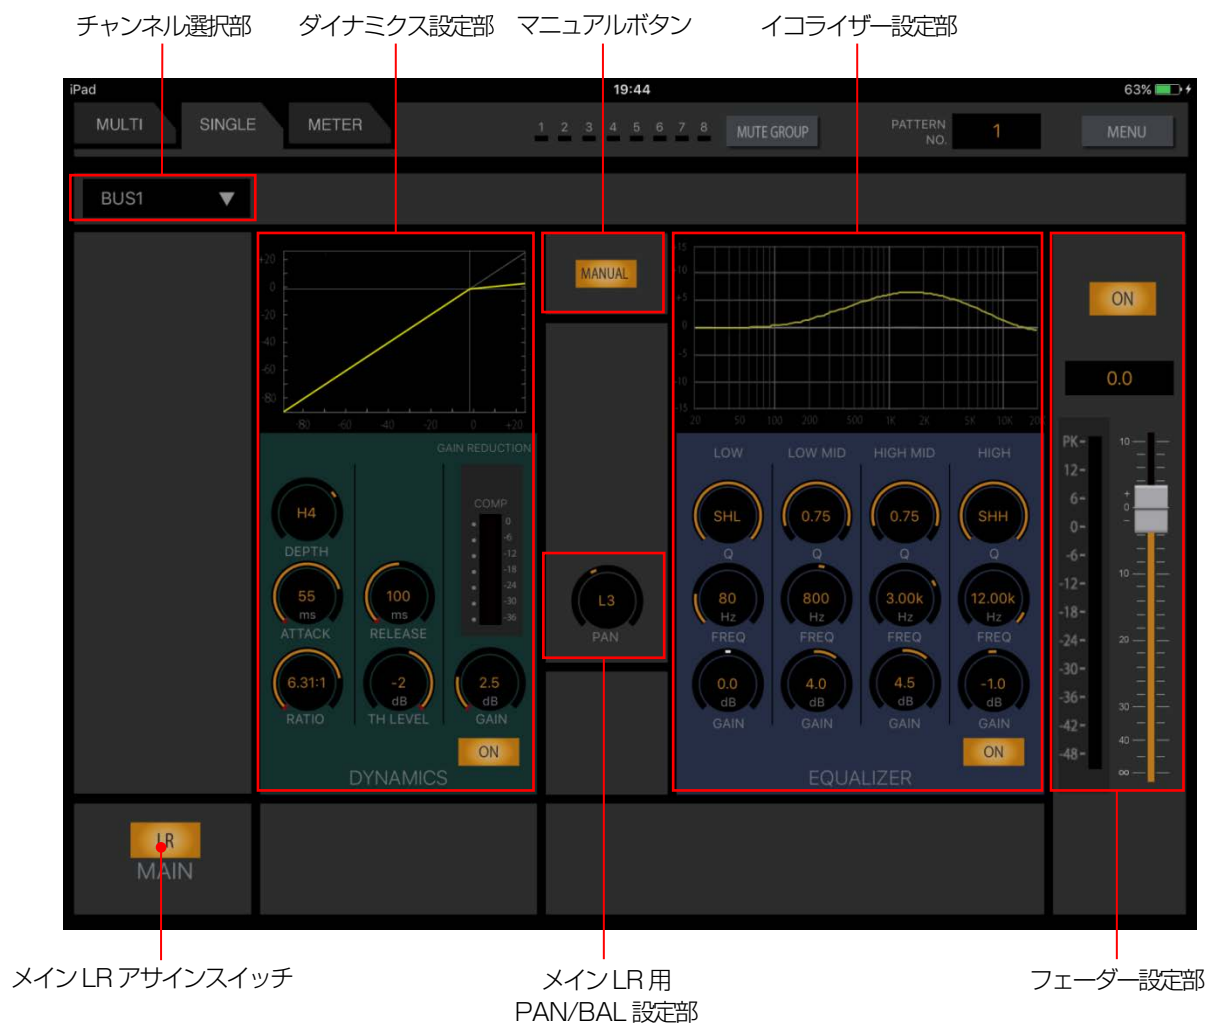 チャンネル選択部
ダイナミクス設定部
マニュアルボタン
イコライザー設定部
iPad
19:44
63%
MULTI
SINGLE
METER
1 2 3 4 5 6 7 8
MUTE GROUP
PATTERN
NO.
1
MENU
BUS1
+20
0
-20
-40
-60
-80
-80 -60 -40 -20 0 +20
GAIN REDUCTION
H4
DEPTH
COMP
0
-6
-12
-18
-24
-30
-36
55
ms
ATTACK
100
ms
RELEASE
6.31:1
RATIO
-2
dB
TH LEVEL
2.5
dB
GAIN
ON
DYNAMICS
MANUAL
L3
PAN
15
10
+5
0
-5
-10
-15
20 50 100 200 500 1K 2K 5K 10K 20
LOW
LOW MID
HIGH MID
HIGH
SHL
0.75
0.75
SHH
Q
Q
Q
Q
80
Hz
800
Hz
3.00k
Hz
12.00k
Hz
FREQ
FREQ
FREQ
FREQ
0.0
dB
4.0
dB
4.5
dB
-1.0
dB
GAIN
GAIN
GAIN
GAIN
ON
EQUALIZER
ON
0.0
PK-
12-
6-
0-
-6-
-12-
-18-
-24-
-30-
-36-
-42-
-48-
10
+
0
−
10
20
30
40
∞
LR
MAIN
メインLRアサインスイッチ
メインLR用
PAN/BAL設定部
フェーダー設定部